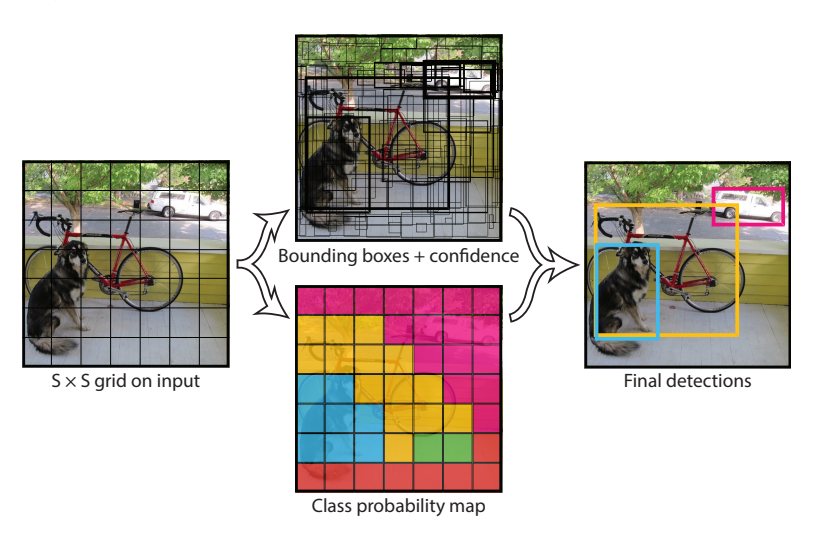 Bounding boxes + confidence
S × S grid on input
Final detections
Class probability map